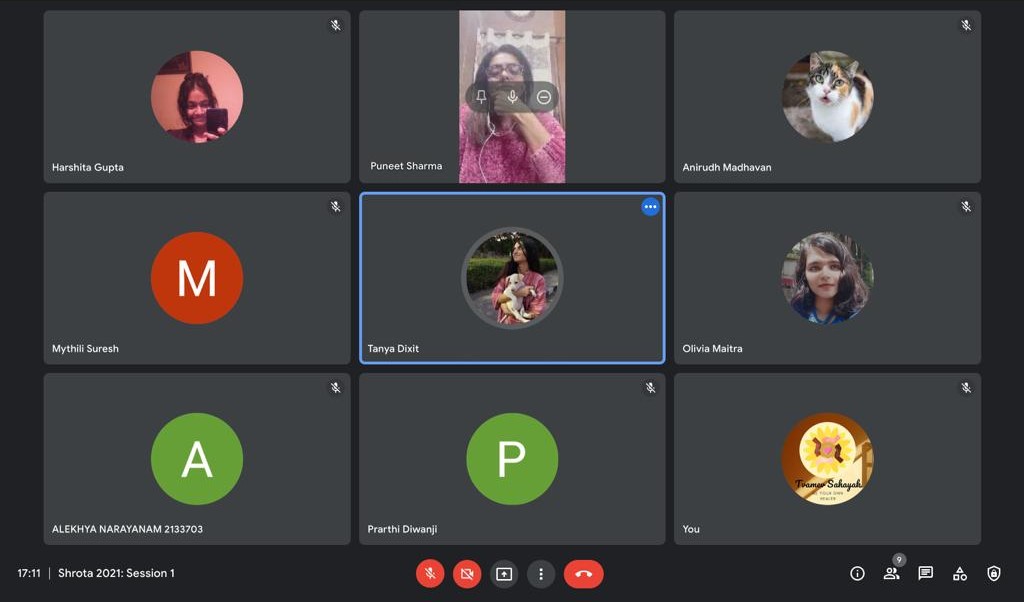 Harshita Gupta
Puneet Sharma
Anirudh Madhavan
M
Mythili Suresh
Tanya Dixit
Olivia Maitra
A
ALEKHYA NARAYANAM 2133703
P
Prarthi Diwanji
Tvamev Sahayak
BE YOUR OWN
HEALER
You
17:11 | Shrota 2021: Session 1
9